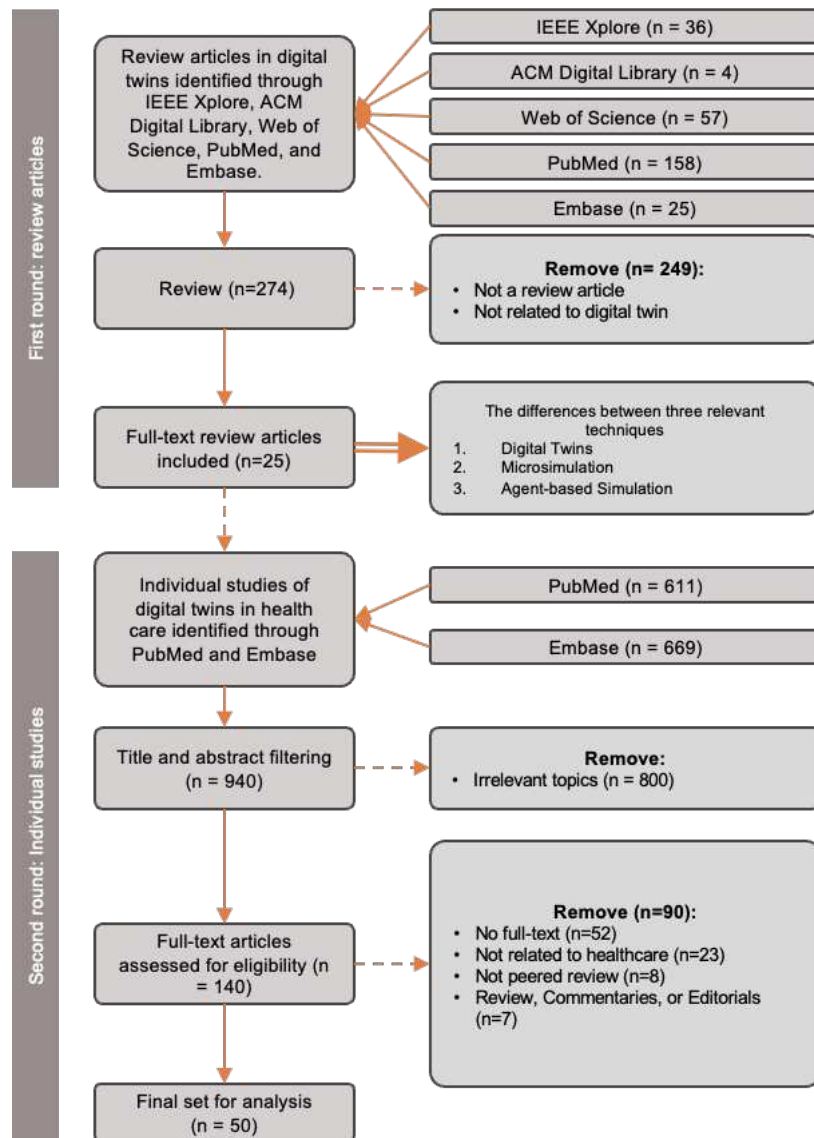 First round: review articles
Review articles in digital
twins identified through
IEEE Xplore, ACM
Digital Library, Web of
Science, PubMed, and
Embase.
IEEE Xplore (n = 36)
ACM Digital Library (n = 4)
Web of Science (n = 57)
PubMed (n = 158)
Embase (n = 25)
Review (n=274)
Remove (n= 249):
• Not a review article
• Not related to digital twin
Full-text review articles
included (n=25)
The differences between three relevant
techniques
1. Digital Twins
2. Microsimulation
3. Agent-based Simulation
Second round: Individual studies
Individual studies of
digital twins in health
care identified through
PubMed and Embase
PubMed (n = 611)
Embase (n = 669)
Title and abstract filtering
(n = 940)
Remove:
• Irrelevant topics (n = 800)
Full-text articles
assessed for eligibility (n
= 140)
Remove (n=90):
• No full-text (n=52)
• Not related to healthcare (n=23)
• Not peered review (n=8)
• Review, Commentaries, or Editorials
(n=7)
Final set for analysis
(n = 50)